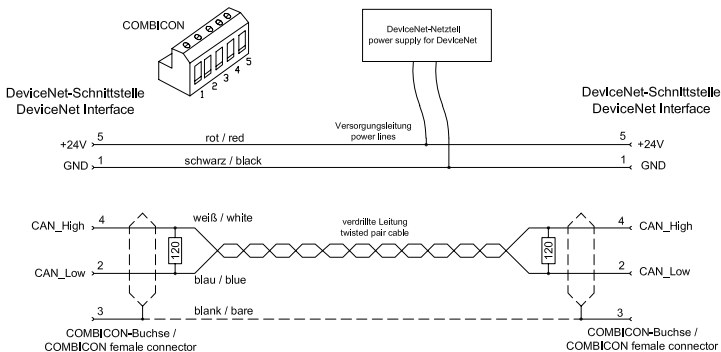 COMBICON
1 2 3 4 5
DeviceNet-Netzteil
power supply for DeviceNet
DeviceNet-Schnittstelle
DeviceNet Interface
DeviceNet-Schnittstelle
DeviceNet Interface
Versorgungsleitung
power lines
+24V 5 rot / red 5 +24V
GND 1 schwarz / black 1 GND
CAN_High 4 weiß / white 4 CAN_High
verdrillte Leitung
twisted pair cable
120 120
CAN_Low 2 2 CAN_Low
blau / blue
3 blank / bare 3
COMBICON-Buchse /
COMBICON female connector
COMBICON-Buchse /
COMBICON female connector